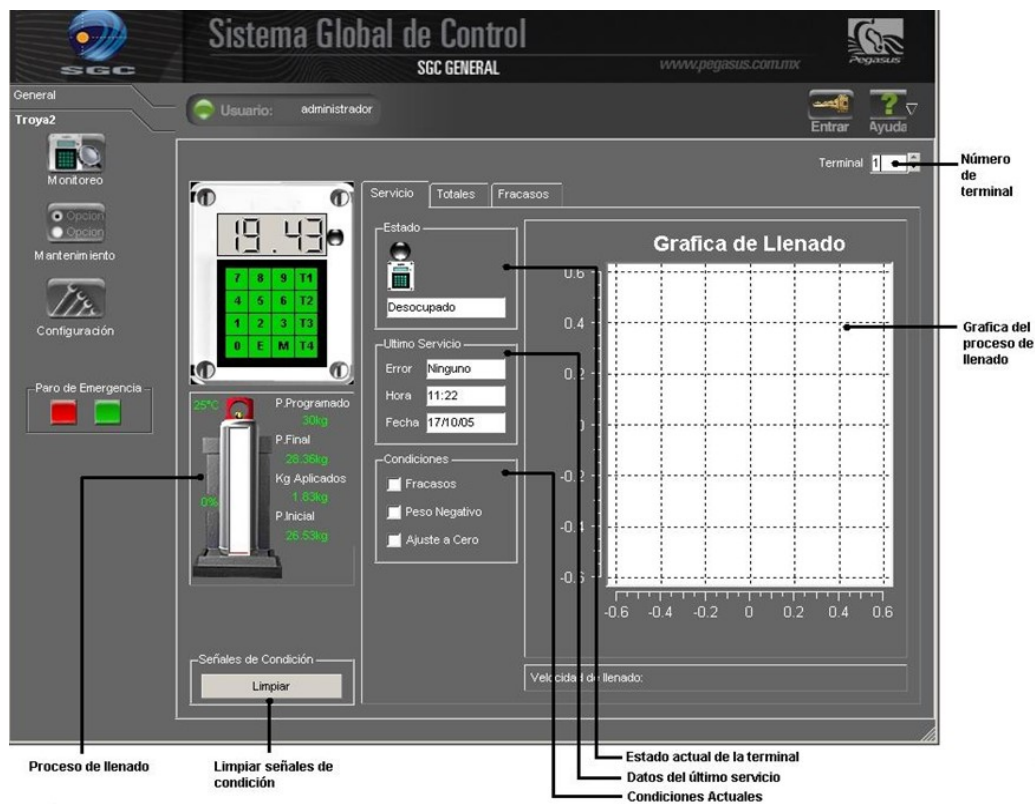 Sistema Global de Control
SGC GENERAL
www.pegasus.com.mx
SGC
Pegasus
General
Troya2
Usuario: administrador
Entrar
Ayuda
Monitoreo
Opcion
Opcion
Mantenimiento
Configuración
Paro de Emergencia
Terminal 1
Número de terminal
19.43
7 8 9 T1
4 5 6 T2
1 2 3 T3
0 E M T4
25°C
P.Programado
30kg
P.Final
28.36kg
Kg Aplicados
1.83kg
0%
P.Inicial
26.53kg
Señales de Condición
Limpiar
Servicio Totales Fracasos
Estado
Desocupado
Ultimo Servicio
Error Ninguno
Hora 11:22
Fecha 17/10/05
Condiciones
Fracasos
Peso Negativo
Ajuste a Cero
Grafica de Llenado
0.6
0.4
0.2
0
-0.2
-0.4
-0.6
-0.6 -0.4 -0.2 0 0.2 0.4 0.6
Velocidad de llenado:
Grafica del
proceso de
llenado
Proceso de llenado
Limpiar señales de
condición
Estado actual de la terminal
Datos del último servicio
Condiciones Actuales